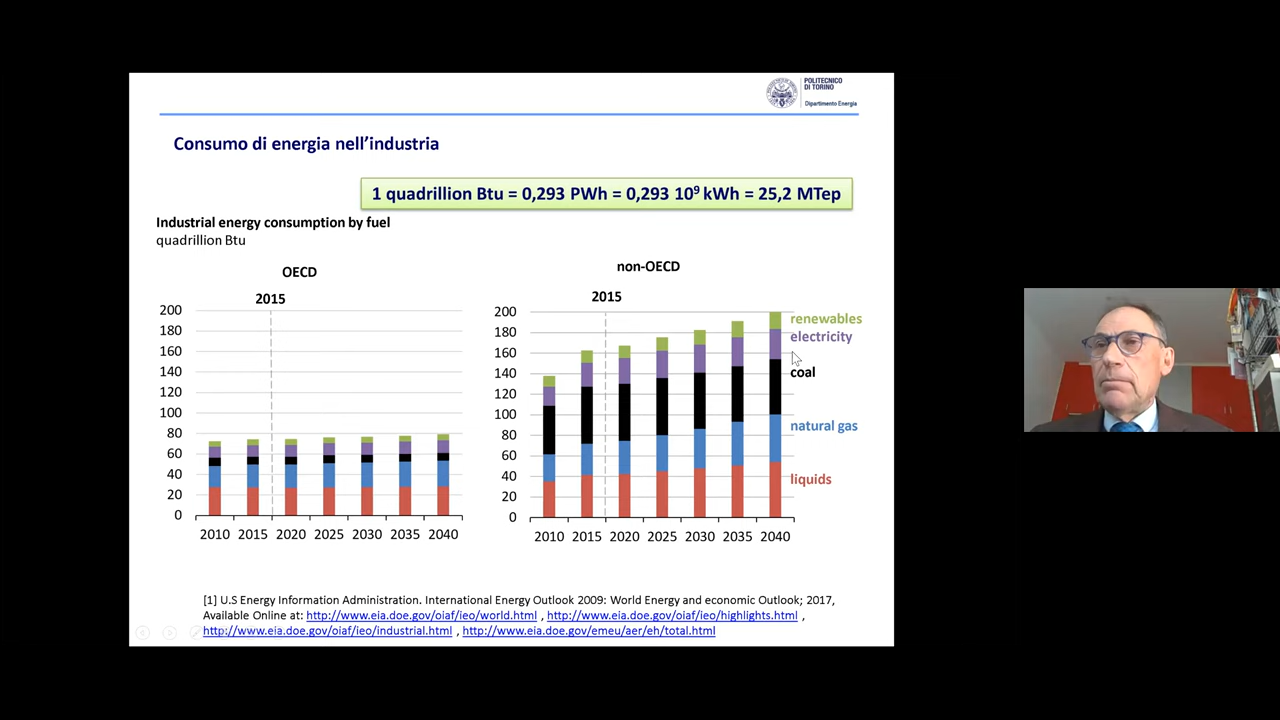 POLITECNICO
DI TORINO
Dipartimento Energia
Consumo di energia nell'industria
1 quadrillion Btu = 0,293 PWh = 0,293 10⁹ kWh = 25,2 MTep
Industrial energy consumption by fuel
quadrillion Btu
OECD
2015
200
180
160
140
120
100
80
60
40
20
0
2010 2015 2020 2025 2030 2035 2040
non-OECD
2015
200
180
160
140
120
100
80
60
40
20
0
2010 2015 2020 2025 2030 2035 2040
renewables
electricity
coal
natural gas
liquids
[1] U.S Energy Information Administration. International Energy Outlook 2009: World Energy and economic Outlook; 2017,
Available Online at: http://www.eia.doe.gov/oiaf/ieo/world.html , http://www.eia.doe.gov/oiaf/ieo/highlights.html ,
http://www.eia.doe.gov/oiaf/ieo/industrial.html , http://www.eia.doe.gov/emeu/aer/eh/total.html